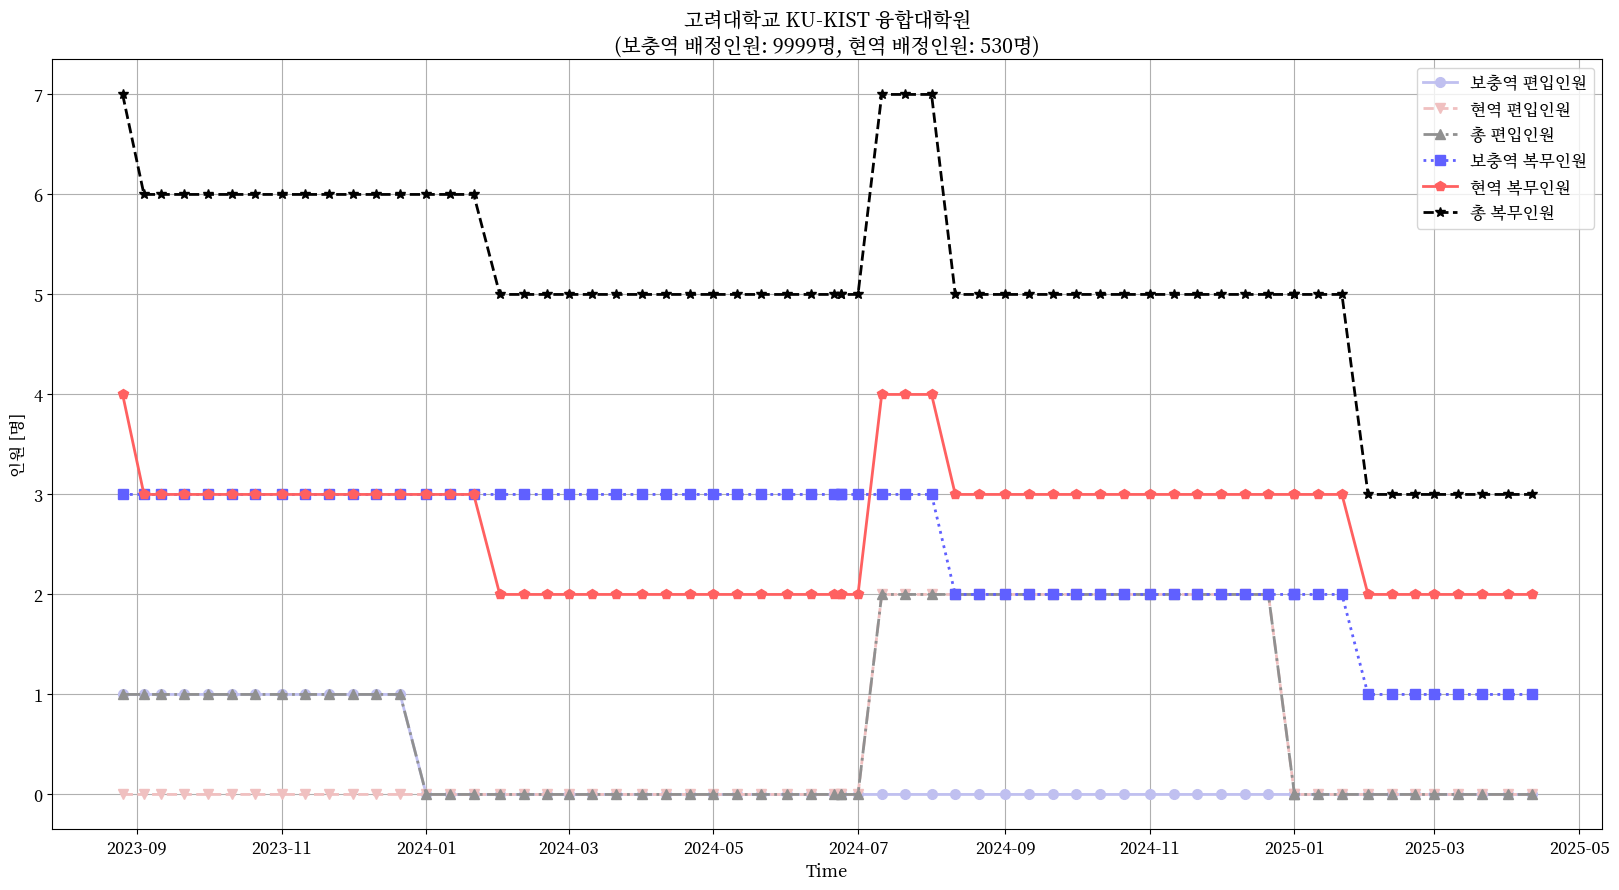 고려대학교 KU-KIST 융합대학원
(보충역 배정인원: 9999명, 현역 배정인원: 530명)
보충역 편입인원
현역 편입인원
총 편입인원
보충역 복무인원
현역 복무인원
총 복무인원
인원 [명]
7
6
5
4
3
2
1
0
2023-09
2023-11
2024-01
2024-03
2024-05
2024-07
2024-09
2024-11
2025-01
2025-03
2025-05
Time